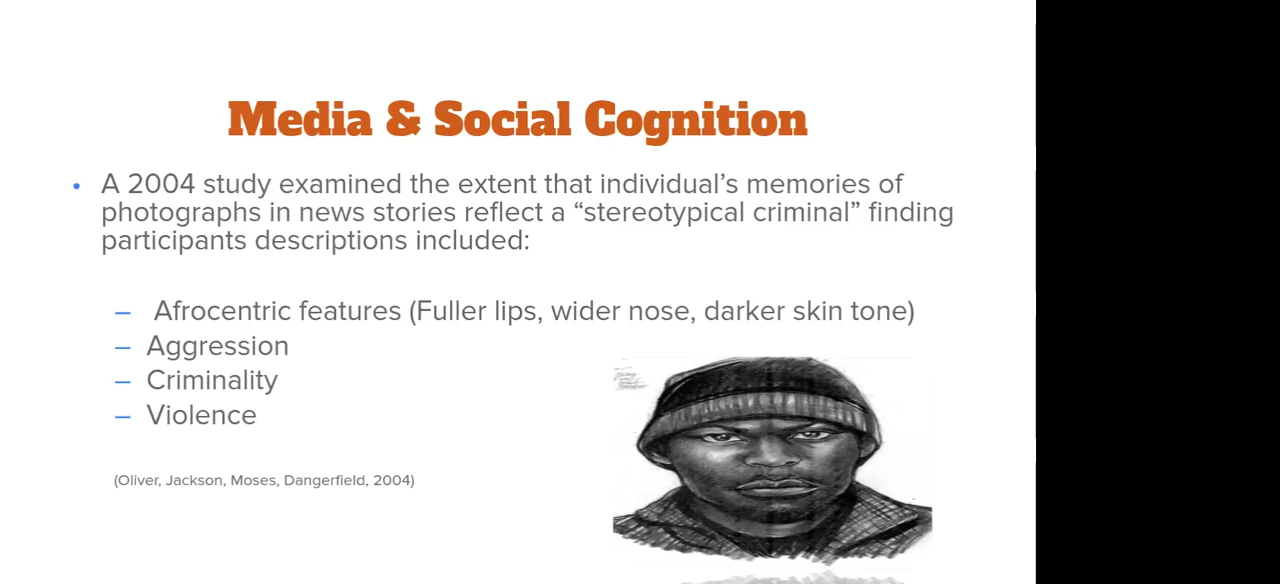 Media & Social Cognition
• A 2004 study examined the extent that individual’s memories of
photographs in news stories reflect a “stereotypical criminal” finding
participants descriptions included:
– Afrocentric features (Fuller lips, wider nose, darker skin tone)
– Aggression
– Criminality
– Violence
(Oliver, Jackson, Moses, Dangerfield, 2004)